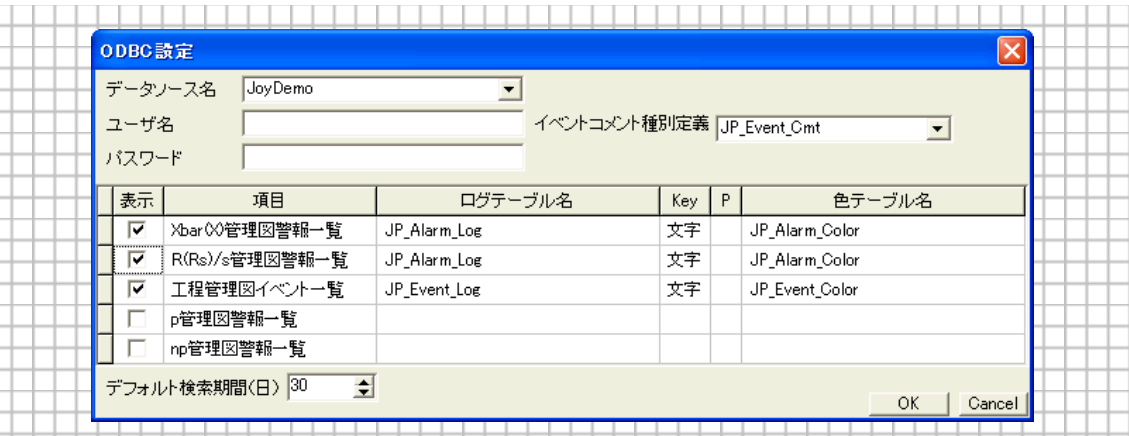 ODBC設定
データソース名 JoyDemo
ユーザ名 イベントコメント種別定義 JP_Event_Cmt
パスワード
表示 項目 ログテーブル名 Key P 色テーブル名
Xbar(X)管理図警報一覧 JP_Alarm_Log 文字 JP_Alarm_Color
R(Rs)/s管理図警報一覧 JP_Alarm_Log 文字 JP_Alarm_Color
工程管理図イベント一覧 JP_Event_Log 文字 JP_Event_Color
p管理図警報一覧
np管理図警報一覧
デフォルト検索期間(日) 30
OK Cancel